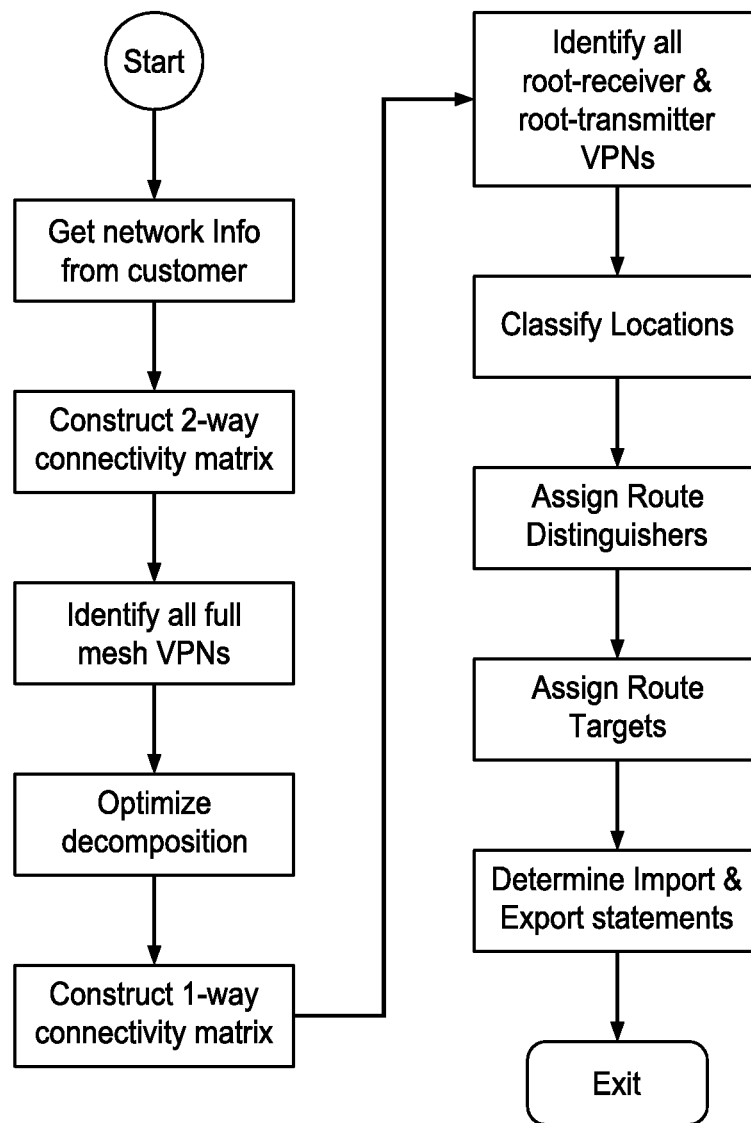 Start
Get network Info
from customer
Construct 2-way
connectivity matrix
Identify all full
mesh VPNs
Optimize
decomposition
Construct 1-way
connectivity matrix
Identify all
root-receiver &
root-transmitter
VPNs
Classify Locations
Assign Route
Distinguishers
Assign Route
Targets
Determine Import &
Export statements
Exit